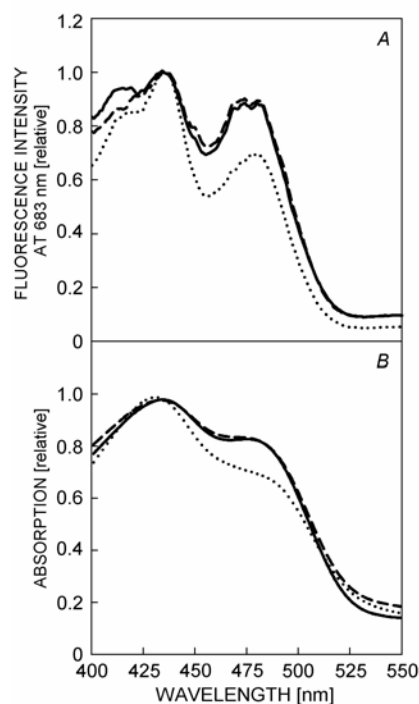 1.2
A
1.0
0.8
0.6
0.4
0.2
0
FLUORESCENCE INTENSITY
AT 683 nm [relative]
B
1.0
0.8
0.6
0.4
0.2
0
ABSORPTION [relative]
400 425 450 475 500 525 550
WAVELENGTH [nm]